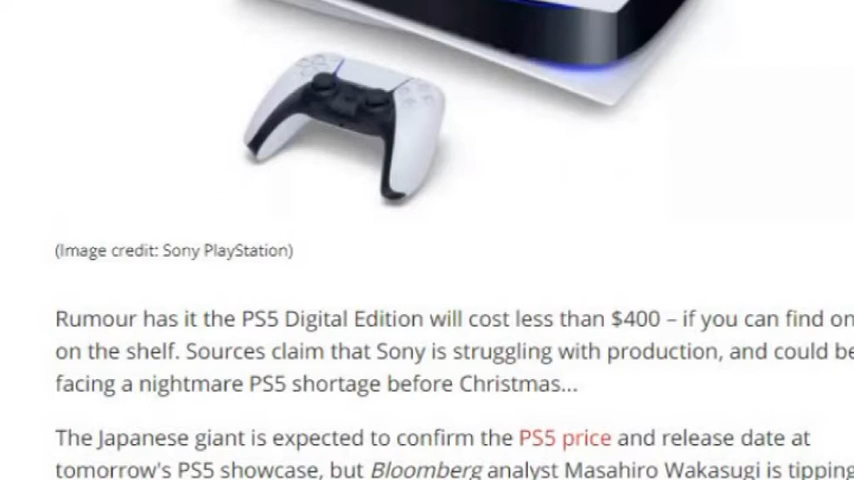 (Image credit: Sony PlayStation)
Rumour has it the PS5 Digital Edition will cost less than $400 – if you can find on
on the shelf. Sources claim that Sony is struggling with production, and could be
facing a nightmare PS5 shortage before Christmas...
The Japanese giant is expected to confirm the PS5 price and release date at
tomorrow's PS5 showcase, but Bloomberg analyst Masahiro Wakasugi is tipping